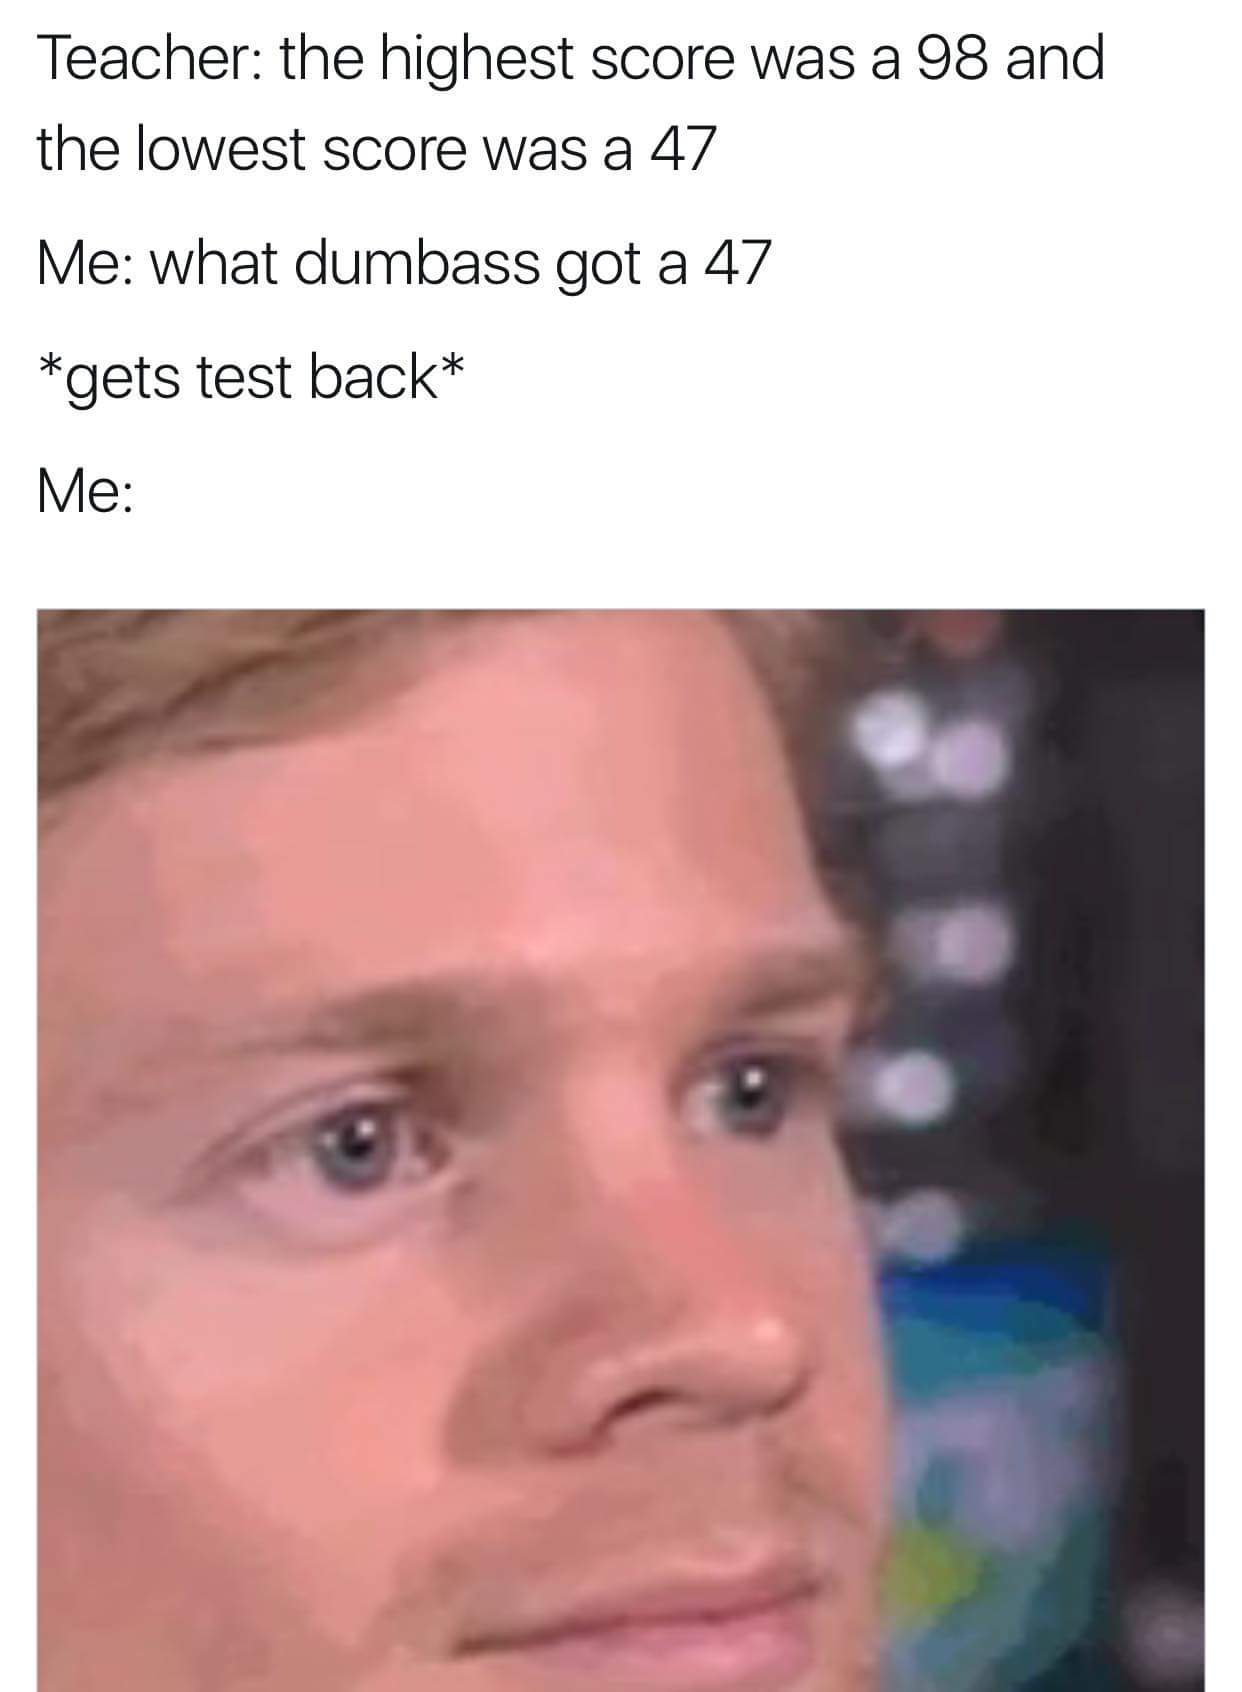 Teacher: the highest score was a 98 and
the lowest score was a 47
Me: what dumbass got a 47
*gets test back*
Me: